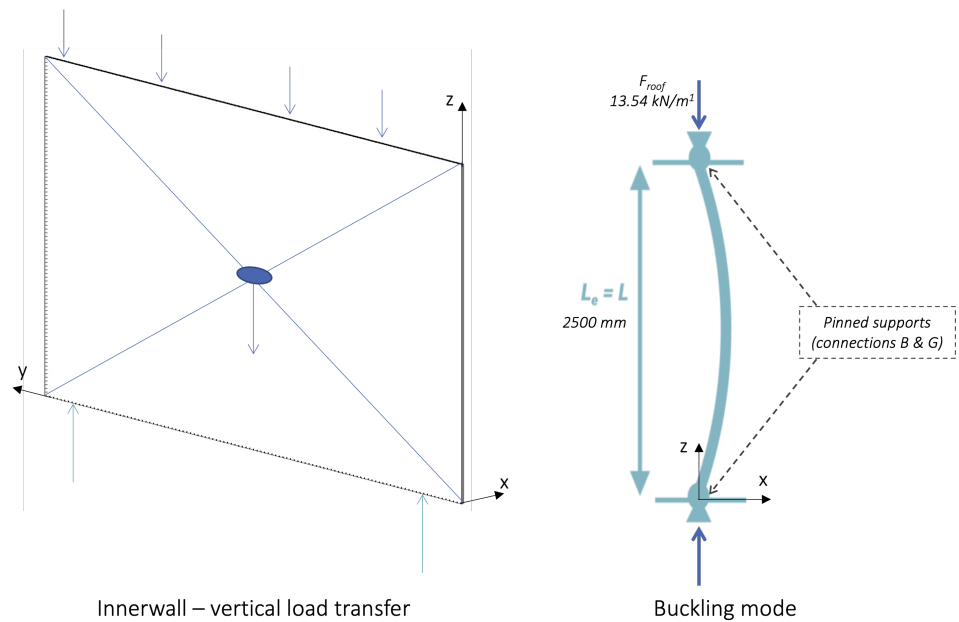 z
y
x
Innerwall – vertical load transfer
F_roof
13.54 kN/m¹
L_e = L
2500 mm
Pinned supports
(connections B & G)
z
x
Buckling mode